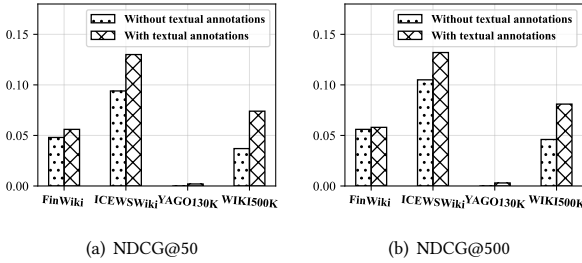 Without textual annotations
With textual annotations
0.15
0.10
0.05
0.00
FinWiki ICEWSWiki YAGO130K WIKI500K
(a) NDCG@50
Without textual annotations
With textual annotations
0.15
0.10
0.05
0.00
FinWiki ICEWSWiki YAGO130K WIKI500K
(b) NDCG@500